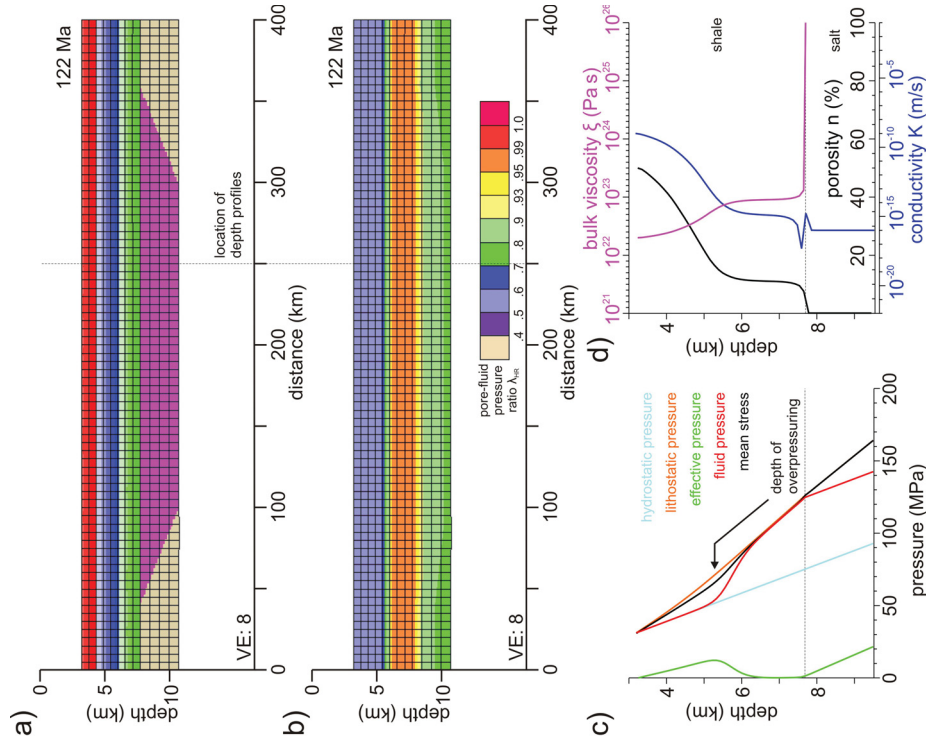 a)
122 Ma
0
5
10
depth (km)
VE: 8
0
100
200
300
400
distance (km)
location of
depth profiles
b)
122 Ma
0
5
10
depth (km)
VE: 8
0
100
200
300
400
distance (km)
pore-fluid
pressure
ratio λHR
.4 .5 .6 .7 .8 .9 .93 .95 .99 1.0
c)
hydrostatic pressure
lithostatic pressure
effective pressure
fluid pressure
mean stress
depth of
overpressuring
4
6
8
depth (km)
0
50
100
150
200
pressure (MPa)
d)
bulk viscosity ξ (Pa s)
10²¹ 10²² 10²³ 10²⁴ 10²⁵ 10²⁶
shale
salt
4
6
8
depth (km)
20 40 60 80 100
porosity n (%)
10⁻²⁰ 10⁻¹⁵ 10⁻¹⁰ 10⁻⁵
conductivity K (m/s)